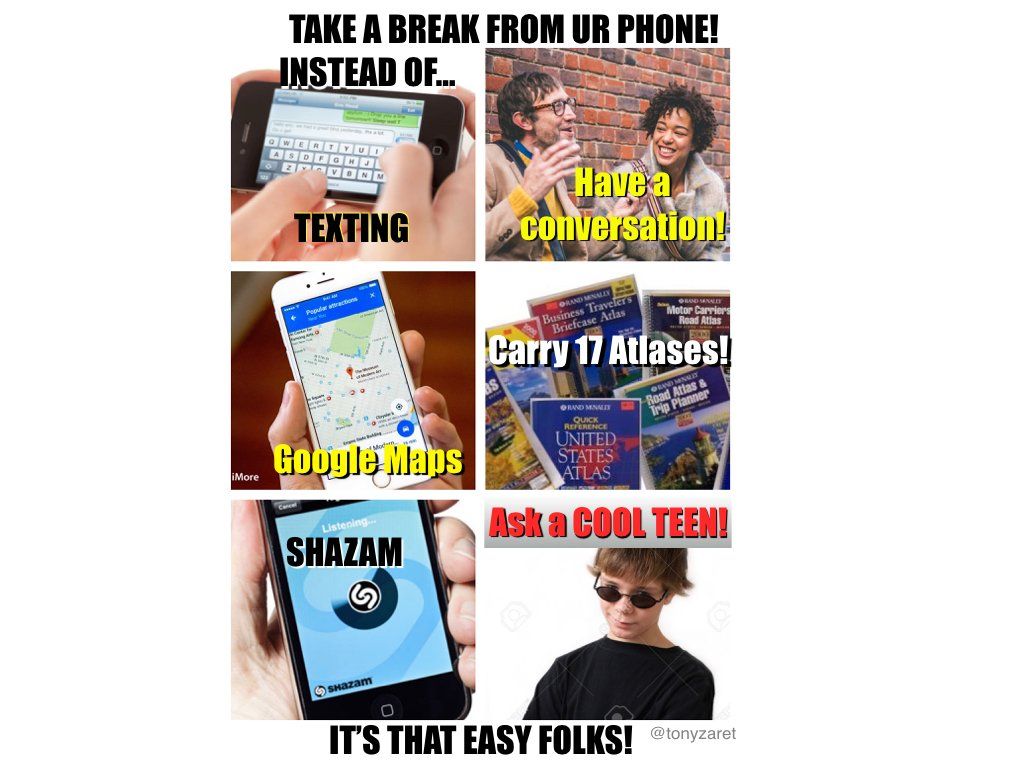 TAKE A BREAK FROM UR PHONE!
INSTEAD OF...
TEXTING
Have a
conversation!
Popular attractions
Google Maps
iMore
RAND MCNALLY
Business Traveler's
Briefcase Atlas
RAND MCNALLY
Motor Carriers'
Road Atlas
Carry 17 Atlases!
RAND MCNALLY
Road Atlas &
Trip Planner
RAND MCNALLY
QUICK
REFERENCE
UNITED
STATES
ATLAS
Cancel
Listening...
SHAZAM
SHAZAM
Ask a COOL TEEN!
IT'S THAT EASY FOLKS!
@tonyzaret